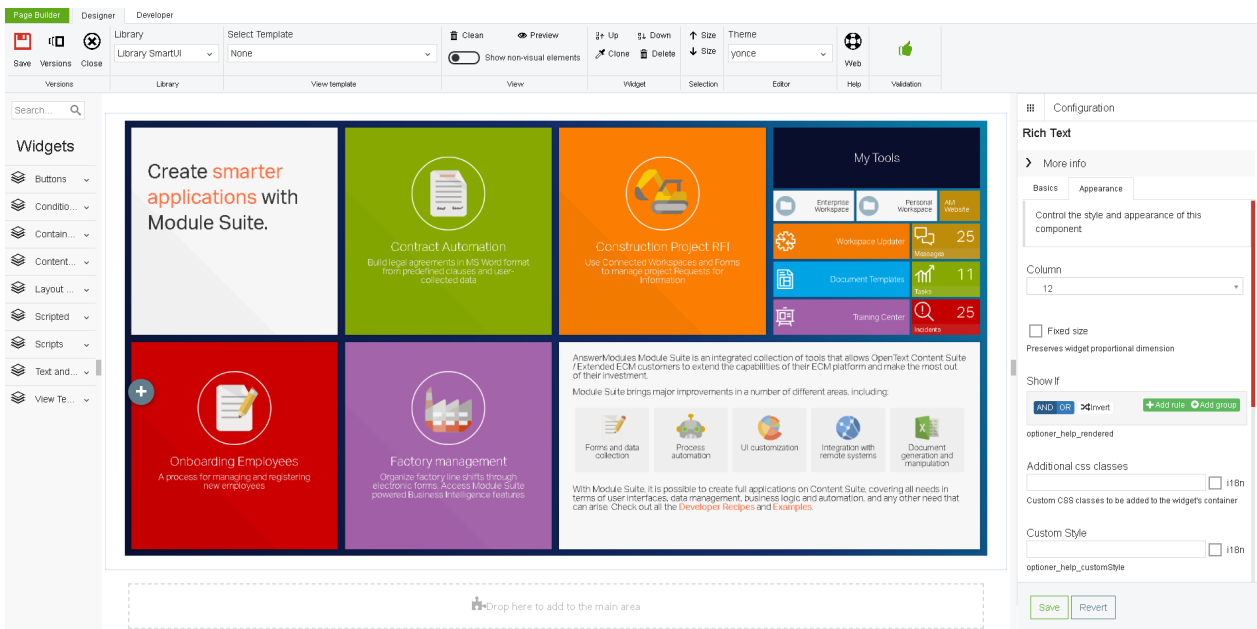 Page Builder Designer Developer
Save Versions Close
Versions
Library
Library SmartUI
Library
Select Template
None
View template
Clean Preview
Show non-visual elements
View
Up Down
Clone Delete
Widget
Size
Size
Selection
Theme
yonce
Editor
Web
Help
Validation
Search...
Widgets
Buttons
Conditio...
Contain...
Content...
Layout ...
Scripted
Scripts
Text and...
View Te...
Create smarter
applications with
Module Suite.
Contract Automation
Build legal agreements in MS Word format
from predefined clauses and user-
collected data
Construction Project RFI
Use Connected Workspaces and Forms
to manage project Requests for
Information
My Tools
Enterprise
Workspace
Personal
Workspace
AM
Website
Workspace Updater
25
Messages
Document Templates
11
Tasks
Training Center
25
Incidents
Onboarding Employees
A process for managing and registering
new employees
Factory management
Organize factory line shifts through
electronic forms. Access Module Suite
powered Business Intelligence features
AnswerModules Module Suite is an integrated collection of tools that allows OpenText Content Suite
/ Extended ECM customers to extend the capabilities of their ECM platform and make the most out
of their investment.
Module Suite brings major improvements in a number of different areas, including:
Forms and data
collection
Process
automation
UI customization
Integration with
remote systems
Document
generation and
manipulation
With Module Suite, it is possible to create full applications on Content Suite, covering all needs in
terms of user interfaces, data management, business logic and automation, and any other need that
can arise. Check out all the Developer Recipes and Examples.
Drop here to add to the main area
Configuration
Rich Text
More info
Basics Appearance
Control the style and appearance of this
component
Column
12
Fixed size
Preserves widget proportional dimension
Show If
AND OR Invert Add rule Add group
optioner_help_rendered
Additional css classes
i18n
Custom CSS classes to be added to the widget's container
Custom Style
i18n
optioner_help_customStyle
Save Revert